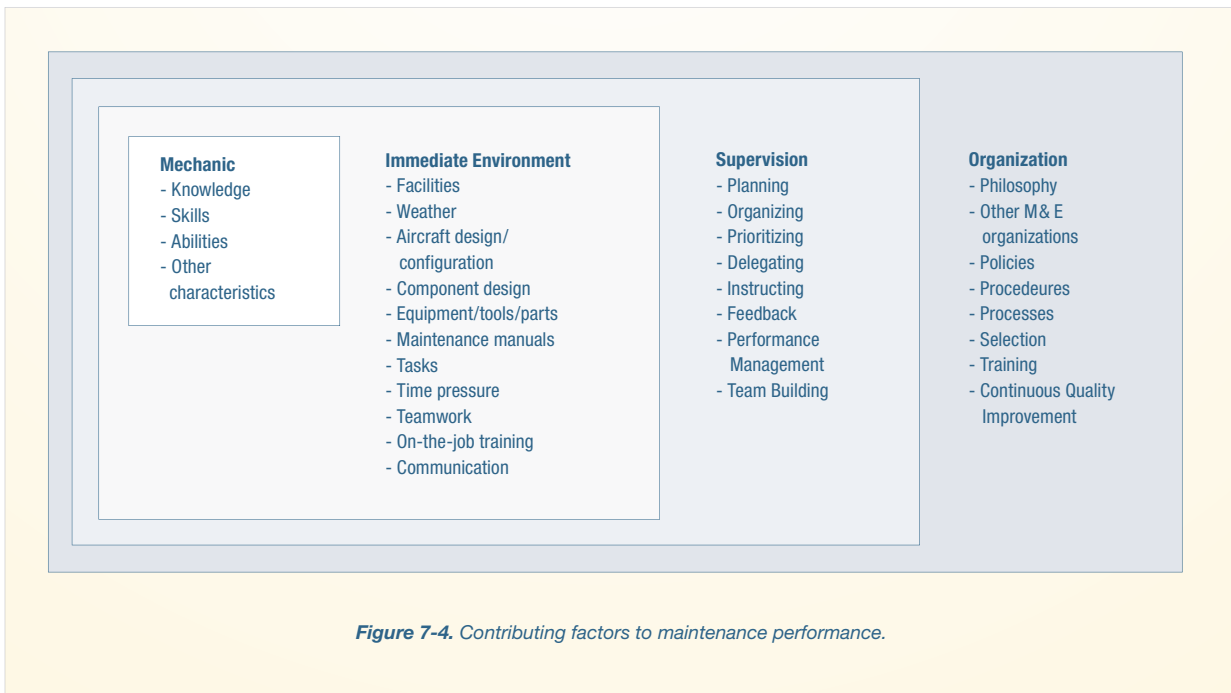 Mechanic
- Knowledge
- Skills
- Abilities
- Other
characteristics
Immediate Environment
- Facilities
- Weather
- Aircraft design/
configuration
- Component design
- Equipment/tools/parts
- Maintenance manuals
- Tasks
- Time pressure
- Teamwork
- On-the-job training
- Communication
Supervision
- Planning
- Organizing
- Prioritizing
- Delegating
- Instructing
- Feedback
- Performance
Management
- Team Building
Organization
- Philosophy
- Other M& E
organizations
- Policies
- Procedeures
- Processes
- Selection
- Training
- Continuous Quality
Improvement
Figure 7-4. Contributing factors to maintenance performance.